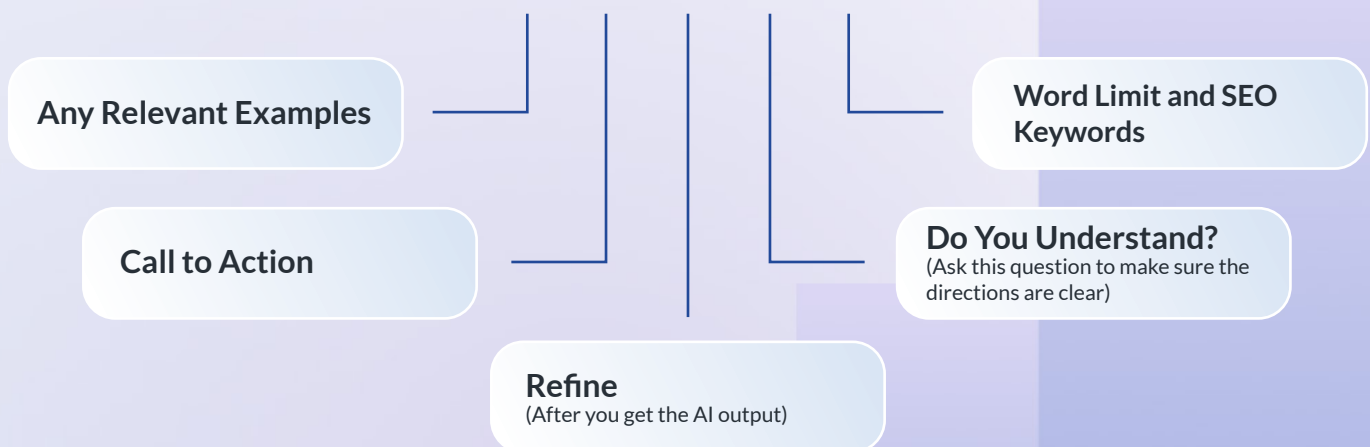 Any Relevant Examples
Word Limit and SEO
Keywords
Call to Action
Do You Understand?
(Ask this question to make sure the
directions are clear)
Refine
(After you get the AI output)